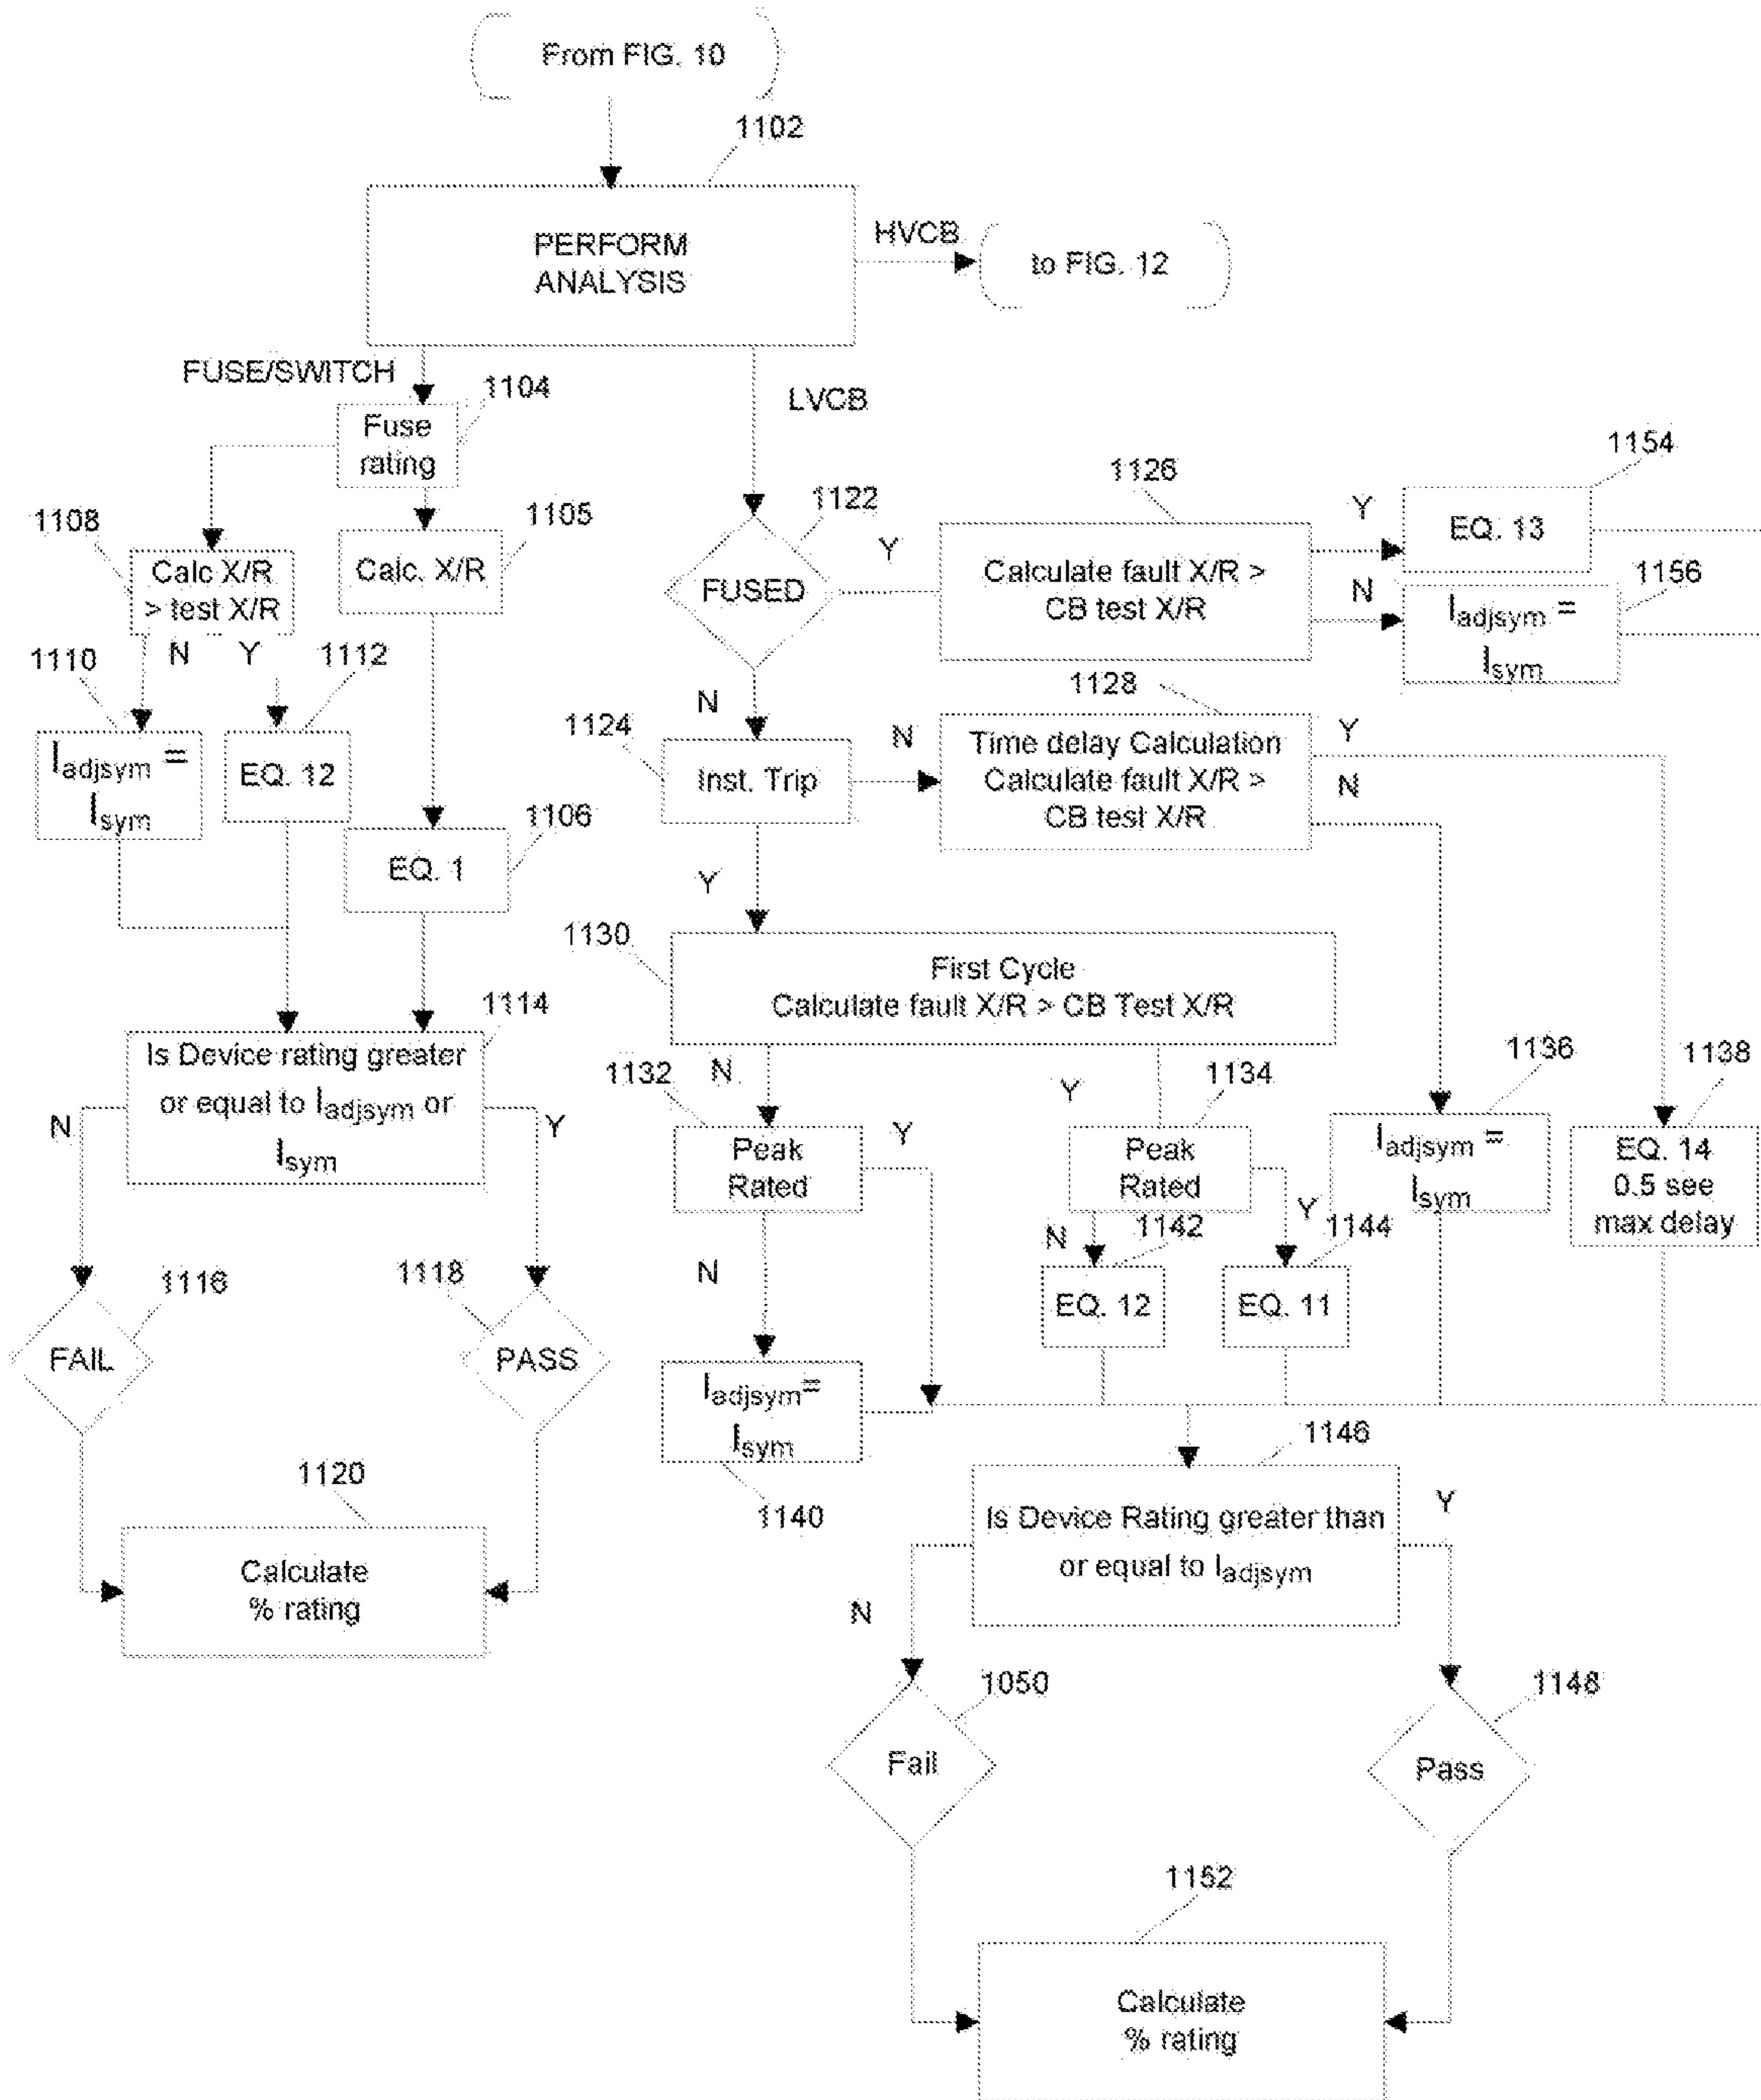 From FIG. 10
1102
PERFORM
ANALYSIS
HVCB
to FIG. 12
FUSE/SWITCH
LVCB
1104
Fuse
rating
1108
Calc X/R
> test X/R
1105
Calc. X/R
1122
FUSED
Y
N
1126
Calculate fault X/R >
CB test X/R
Y
N
1154
EQ. 13
1156
Iadjsym =
Isym
N
Y
1110
Iadjsym =
Isym
1112
EQ. 12
1106
EQ. 1
1124
Inst. Trip
N
Y
1128
Time delay Calculation
Calculate fault X/R >
CB test X/R
Y
N
1130
First Cycle
Calculate fault X/R > CB Test X/R
N
Y
1114
Is Device rating greater
or equal to Iadjsym or
Isym
N
Y
1132
Peak
Rated
Y
N
1134
Peak
Rated
N
Y
1136
Iadjsym =
Isym
1138
EQ. 14
0.5 see
max delay
1142
EQ. 12
1144
EQ. 11
1116
FAIL
1118
PASS
Iadjsym=
Isym
1140
1120
Calculate
% rating
1146
Is Device Rating greater than
or equal to Iadjsym
N
Y
1050
Fail
1148
Pass
1152
Calculate
% rating